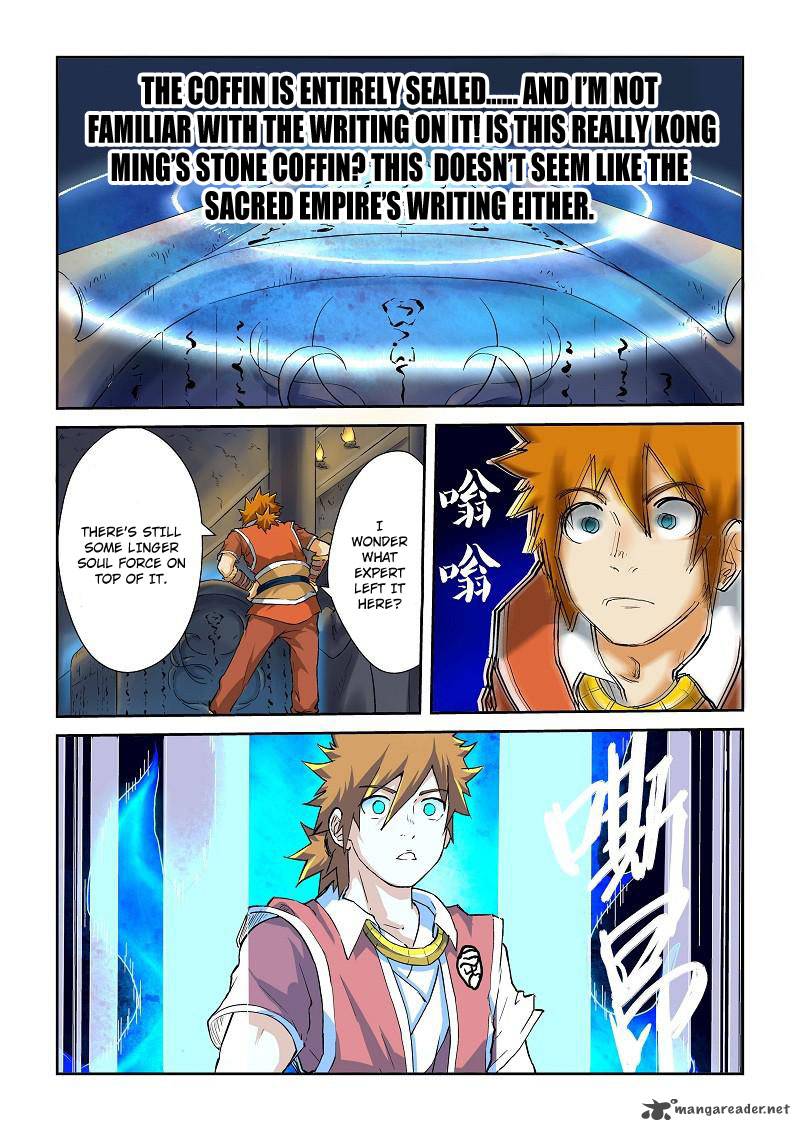 THE COFFIN IS ENTIRELY SEALED...... AND I'M NOT
FAMILIAR WITH THE WRITING ON IT! IS THIS REALLY KONG
MING'S STONE COFFIN? THIS DOESN'T SEEM LIKE THE
SACRED EMPIRE'S WRITING EITHER.
THERE'S STILL
SOME LINGER
SOUL FORCE ON
TOP OF IT.
I
WONDER
WHAT
EXPERT
LEFT IT
HERE?
嗡
嗡
嘶
昂
mangareader.net